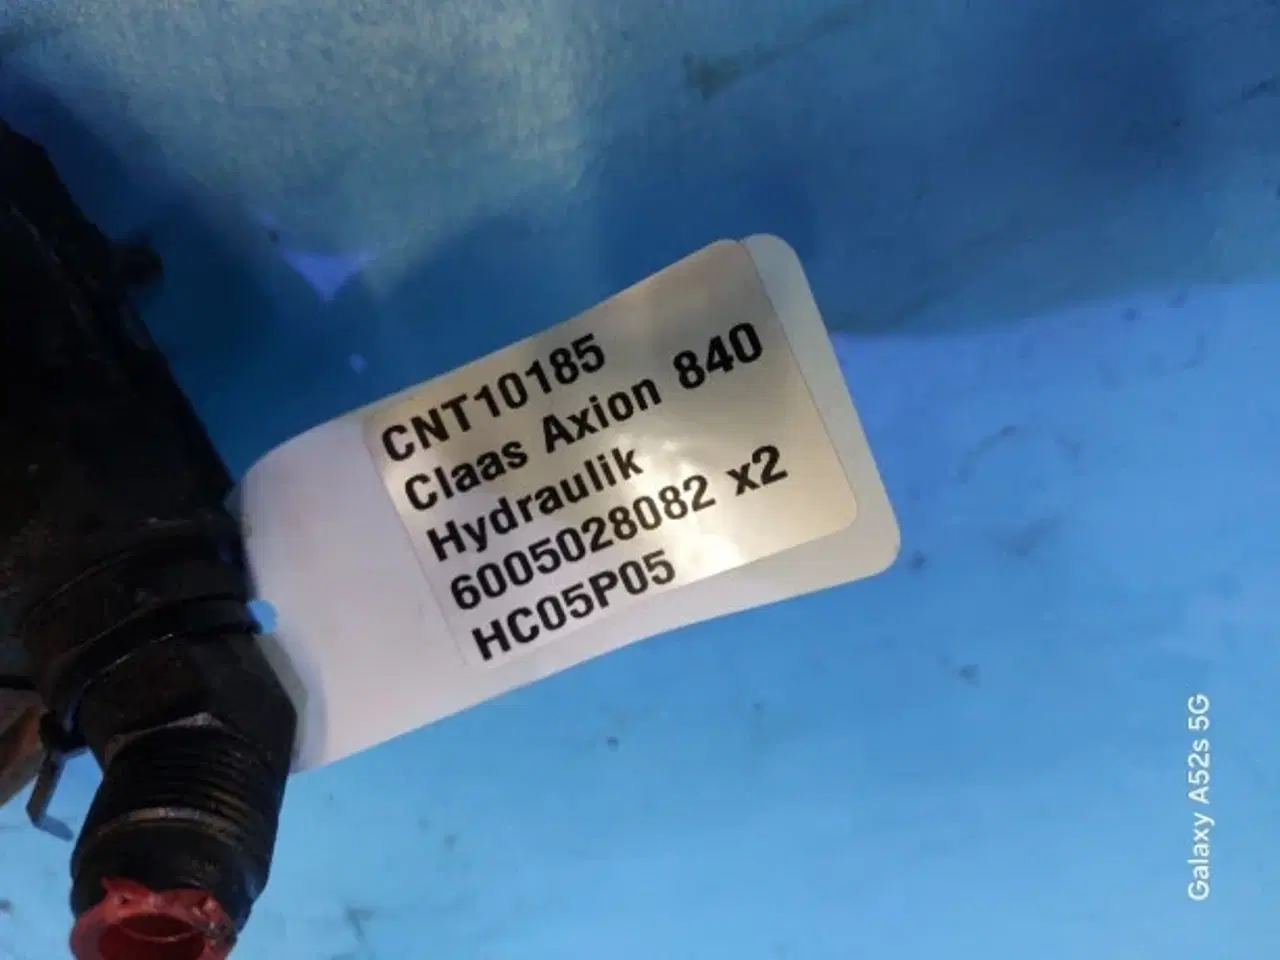 CNT10185
Claas Axion 840
Hydraulik
6005028082 x2
HC05P05
Galaxy A52s 5G